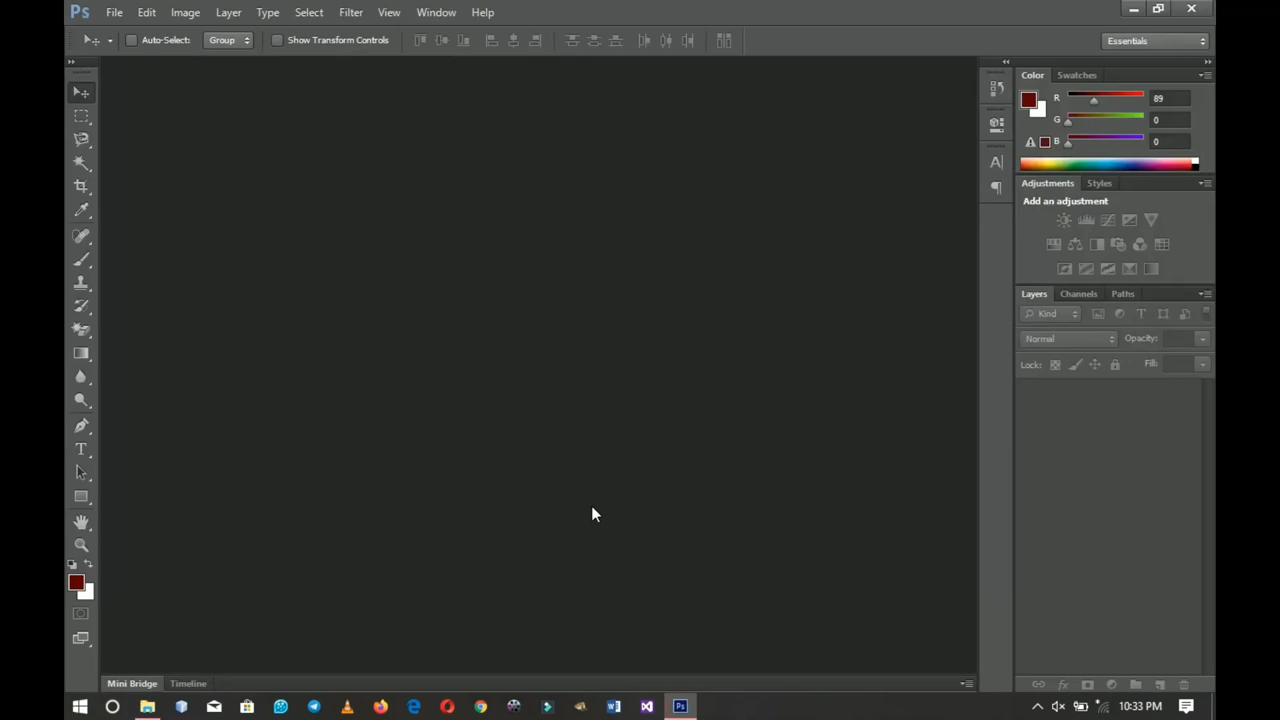 Ps File Edit Image Layer Type Select Filter View Window Help
Auto-Select: Group Show Transform Controls Essentials
Color Swatches
R 89
G 0
B 0
Adjustments Styles
Add an adjustment
Layers Channels Paths
Kind
Normal Opacity:
Lock: Fill:
Mini Bridge Timeline
10:33 PM